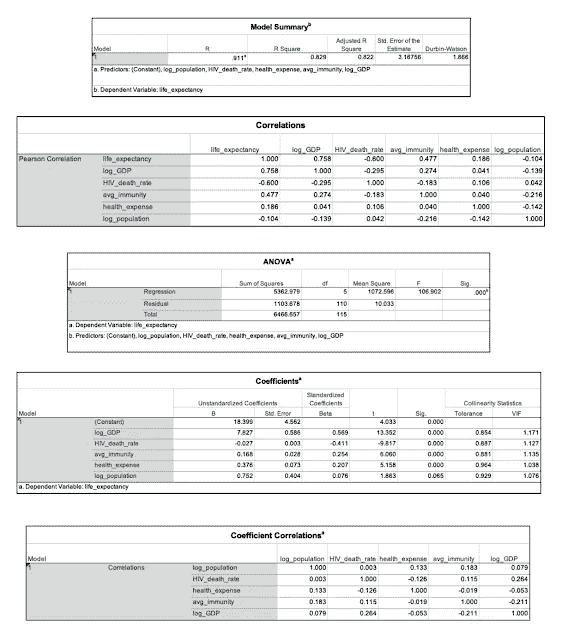 Model Summaryb
Model R R Square Adjusted R Square Std. Error of the Estimate Durbin-Watson
1 .911a 0.829 0.822 3.16756 1.866
a. Predictors: (Constant), log_population, HIV_death_rate, health_expense, avg_immunity, log_GDP
b. Dependent Variable: life_expectancy
Correlations
life_expectancy log_GDP HIV_death_rate avg_immunity health_expense log_population
Pearson Correlation life_expectancy 1.000 0.758 -0.600 0.477 0.186 -0.104
log_GDP 0.758 1.000 -0.295 0.274 0.041 -0.139
HIV_death_rate -0.600 -0.295 1.000 -0.183 0.106 0.042
avg_immunity 0.477 0.274 -0.183 1.000 0.040 -0.216
health_expense 0.186 0.041 0.106 0.040 1.000 -0.142
log_population -0.104 -0.139 0.042 -0.216 -0.142 1.000
ANOVAa
Model Sum of Squares df Mean Square F Sig.
1 Regression 5362.979 5 1072.596 106.902 .000b
Residual 1103.678 110 10.033
Total 6466.657 115
a. Dependent Variable: life_expectancy
b. Predictors: (Constant), log_population, HIV_death_rate, health_expense, avg_immunity, log_GDP
Coefficientsa
Model Unstandardized Coefficients Standardized Coefficients t Sig. Collinearity Statistics
B Std. Error Beta Tolerance VIF
1 (Constant) 18.399 4.562 4.033 0.000
log_GDP 7.827 0.586 0.569 13.352 0.000 0.854 1.171
HIV_death_rate -0.027 0.003 -0.411 -9.817 0.000 0.887 1.127
avg_immunity 0.168 0.028 0.254 6.060 0.000 0.881 1.135
health_expense 0.376 0.073 0.207 5.158 0.000 0.964 1.038
log_population 0.752 0.404 0.076 1.863 0.065 0.929 1.076
a. Dependent Variable: life_expectancy
Coefficient Correlationsa
Model log_population HIV_death_rate health_expense avg_immunity log_GDP
1 Correlations log_population 1.000 0.003 0.133 0.183 0.079
HIV_death_rate 0.003 1.000 -0.126 0.115 0.264
health_expense 0.133 -0.126 1.000 -0.019 -0.053
avg_immunity 0.183 0.115 -0.019 1.000 -0.211
log_GDP 0.079 0.264 -0.053 -0.211 1.000